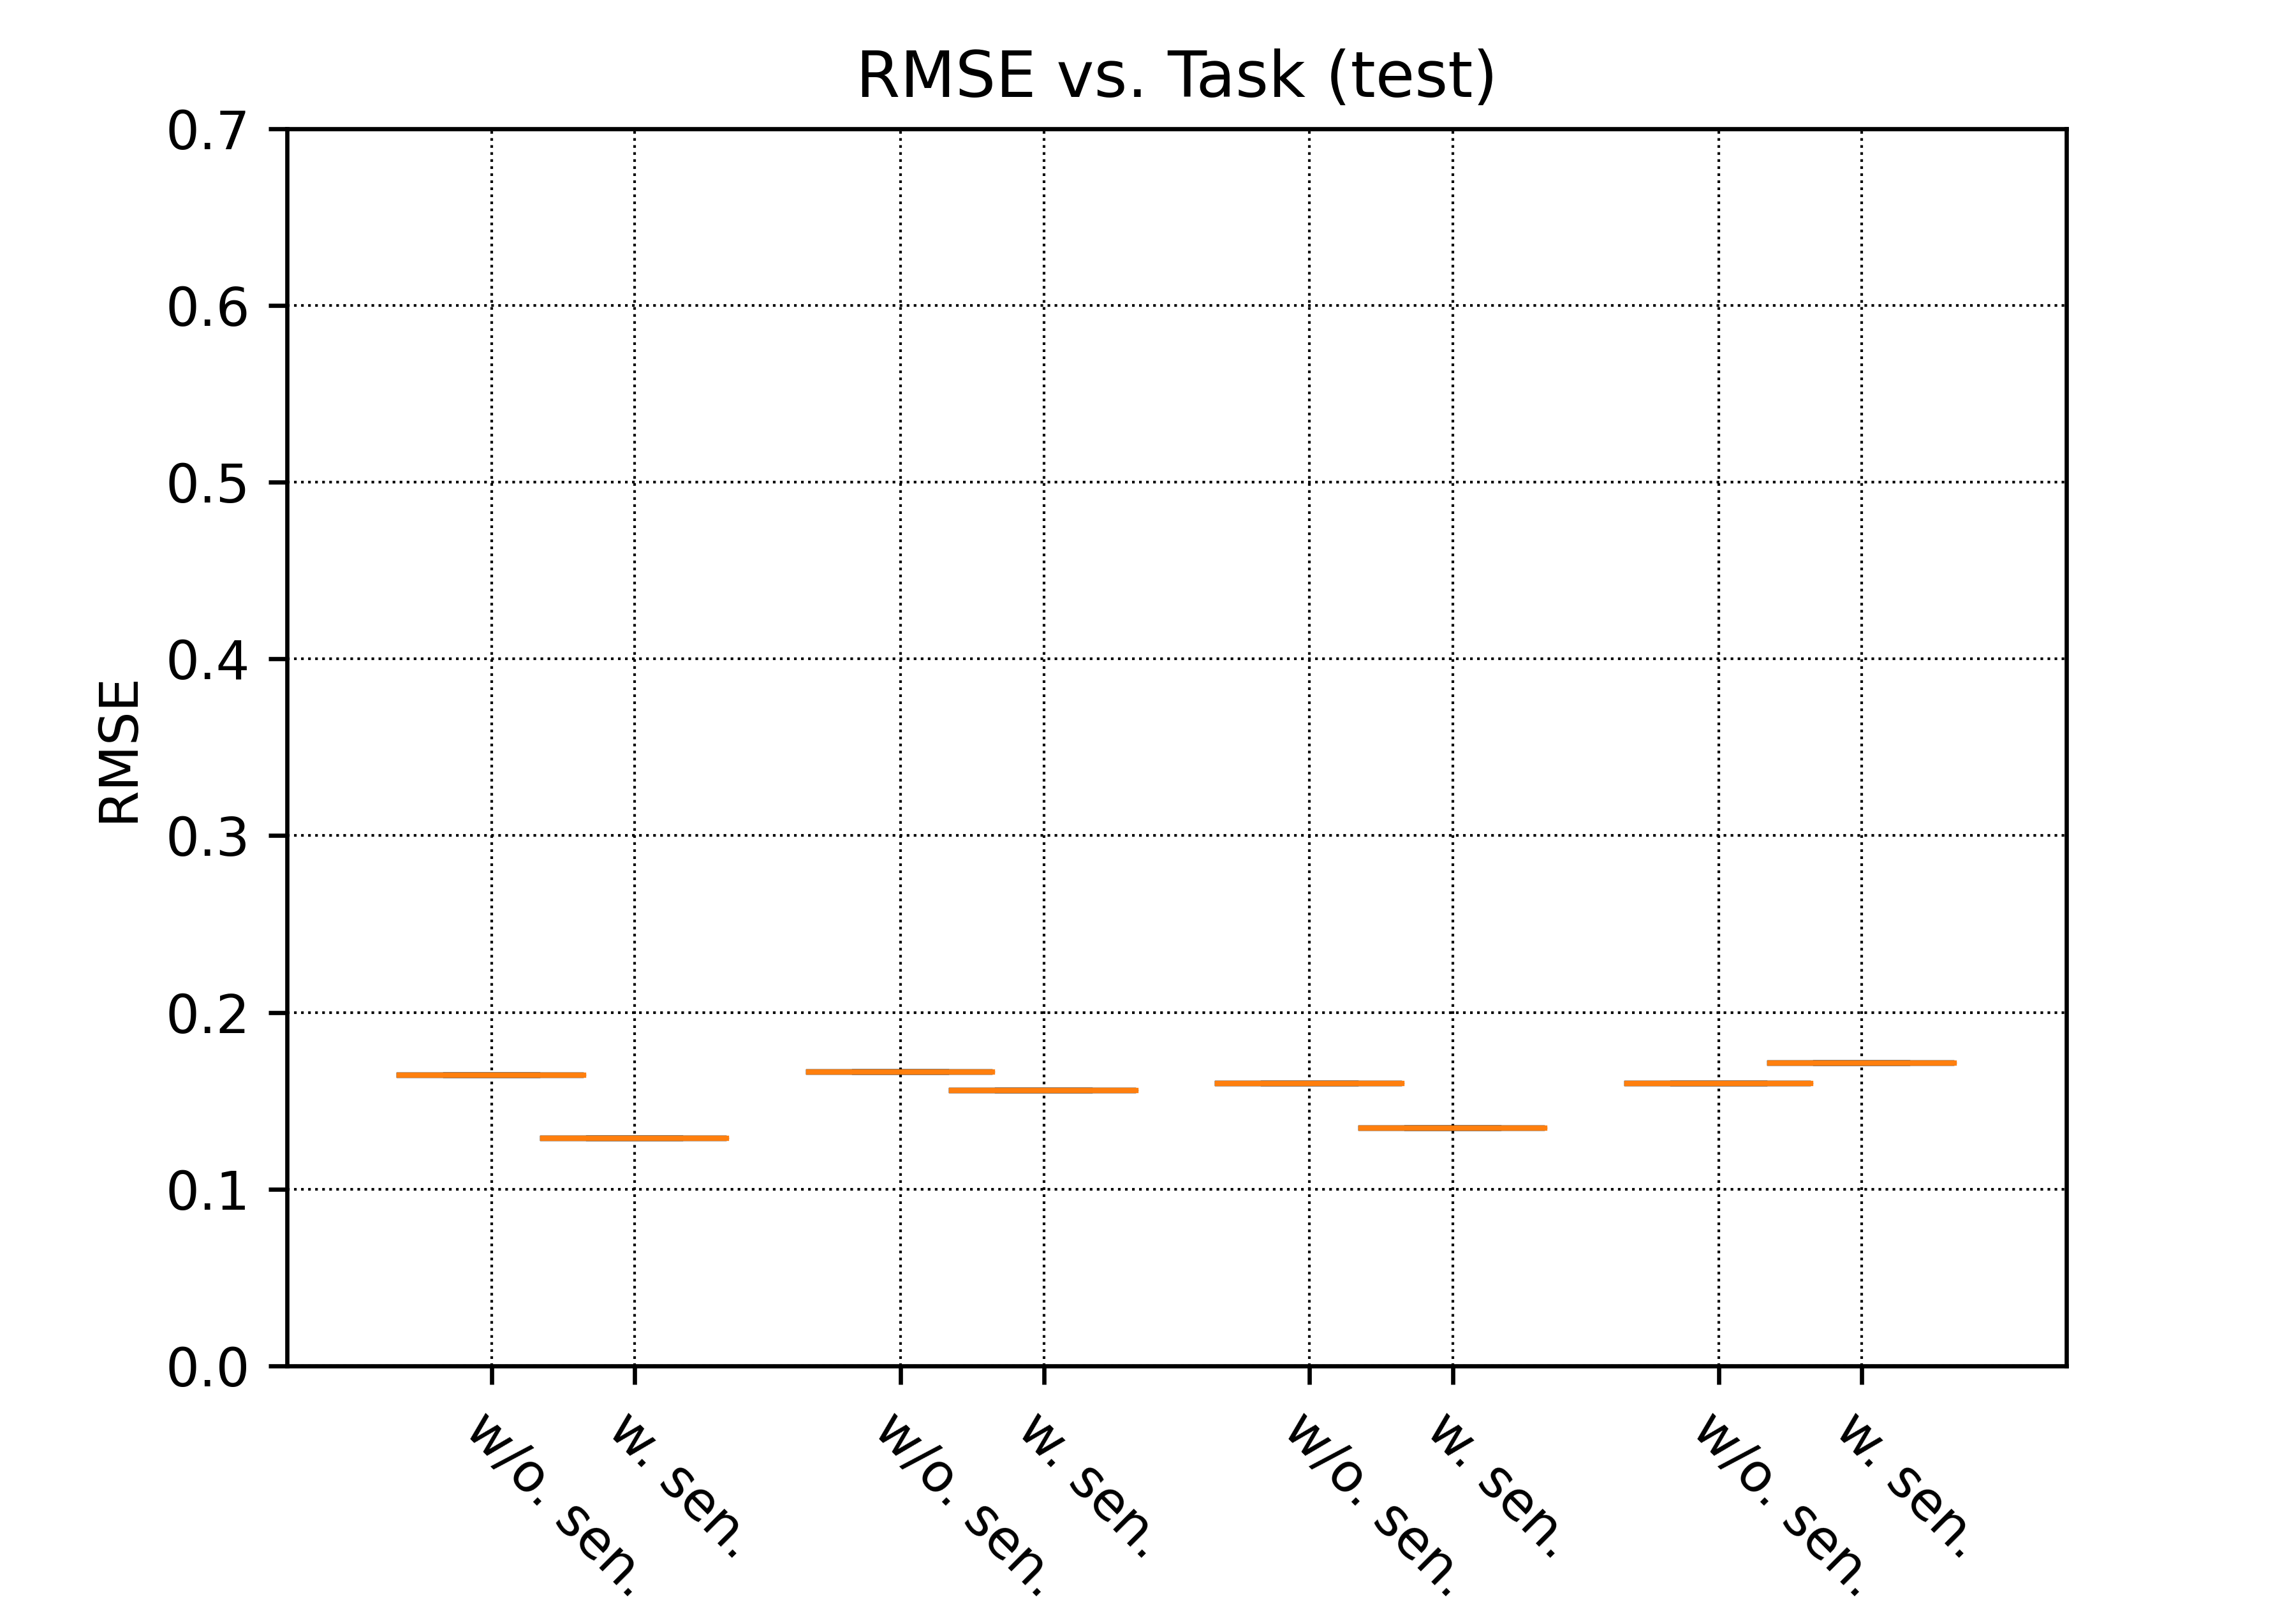 RMSE vs. Task (test)
0.7
0.6
0.5
0.4
0.3
0.2
0.1
0.0
RMSE
w/o. sen.
w. sen.
w/o. sen.
w. sen.
w/o. sen.
w. sen.
w/o. sen.
w. sen.